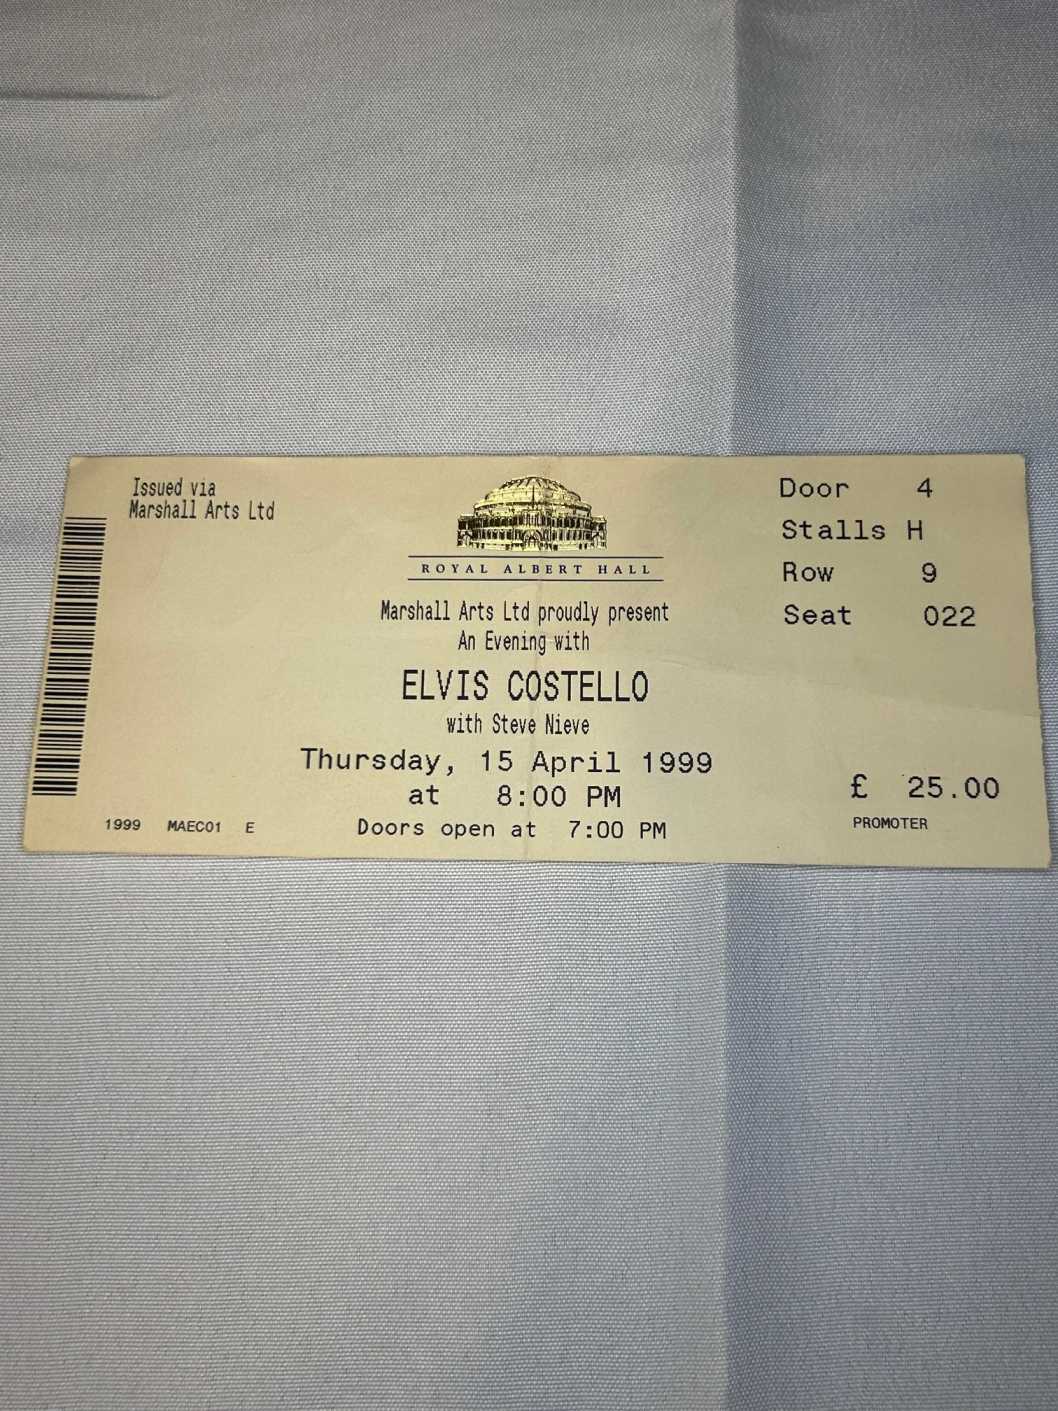 Issued via
Marshall Arts Ltd
ROYAL ALBERT HALL
Marshall Arts Ltd proudly present
An Evening with
ELVIS COSTELLO
with Steve Nieve
Thursday, 15 April 1999
at 8:00 PM
Doors open at 7:00 PM
1999 MAEC01 E
Door 4
Stalls H
Row 9
Seat 022
£ 25.00
PROMOTER